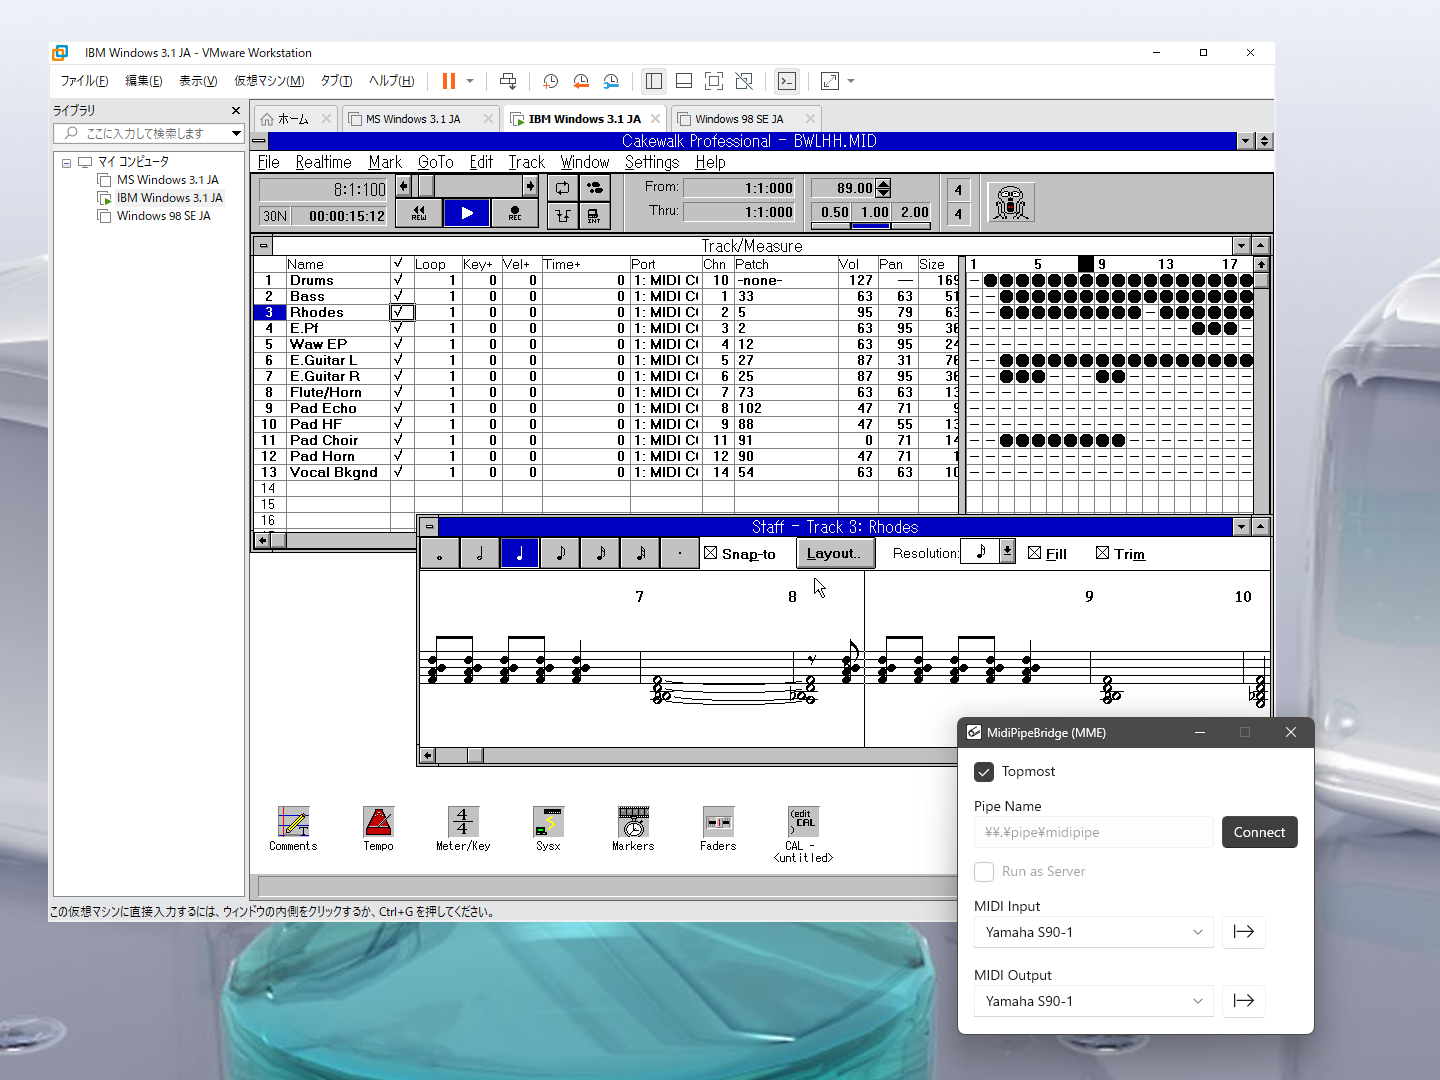 IBM Windows 3.1 JA - VMware Workstation
ファイル(F) 編集(E) 表示(V) 仮想マシン(M) タブ(T) ヘルプ(H)
ライブラリ
ここに入力して検索します
マイ コンピュータ
MS Windows 3.1 JA
IBM Windows 3.1 JA
Windows 98 SE JA
ホーム MS Windows 3.1 JA IBM Windows 3.1 JA Windows 98 SE JA
Cakewalk Professional - BWLHH.MID
File Realtime Mark GoTo Edit Track Window Settings Help
8:1:100
30N 00:00:15:12
REW REC INT
From: 1:1:000
Thru: 1:1:000
89.00
0.50 1.00 2.00
4
4
Track/Measure
Name ✓ Loop Key+ Vel+ Time+ Port Chn Patch Vol Pan Size 1 5 9 13 17
1 Drums ✓ 1 0 0 0 1: MIDI 10 -none- 127 — 169
2 Bass ✓ 1 0 0 0 1: MIDI 1 33 63 63 51
3 Rhodes ✓ 1 0 0 0 1: MIDI 2 5 95 79 63
4 E.Pf ✓ 1 0 0 0 1: MIDI 3 2 63 95 36
5 Waw EP ✓ 1 0 0 0 1: MIDI 4 12 63 95 24
6 E.Guitar L ✓ 1 0 0 0 1: MIDI 5 27 87 31 76
7 E.Guitar R ✓ 1 0 0 0 1: MIDI 6 25 87 95 36
8 Flute/Horn ✓ 1 0 0 0 1: MIDI 7 73 63 63 13
9 Pad Echo ✓ 1 0 0 0 1: MIDI 8 102 47 71 9
10 Pad HF ✓ 1 0 0 0 1: MIDI 9 88 47 55 13
11 Pad Choir ✓ 1 0 0 0 1: MIDI 11 91 0 71 14
12 Pad Horn ✓ 1 0 0 0 1: MIDI 12 90 47 71 1
13 Vocal Bkgnd ✓ 1 0 0 0 1: MIDI 14 54 63 63 10
14
15
16
Staff - Track 3: Rhodes
Snap-to Layout.. Resolution: Fill Trim
7 8 9 10
Comments Tempo Meter/Key Sysx Markers Faders CAL -
<untitled>
4
4
(edit
CAL
)
この仮想マシンに直接入力するには、ウィンドウの内側をクリックするか、Ctrl+G を押してください。
MidiPipeBridge (MME)
Topmost
Pipe Name
¥¥.¥pipe¥midipipe Connect
Run as Server
MIDI Input
Yamaha S90-1
MIDI Output
Yamaha S90-1